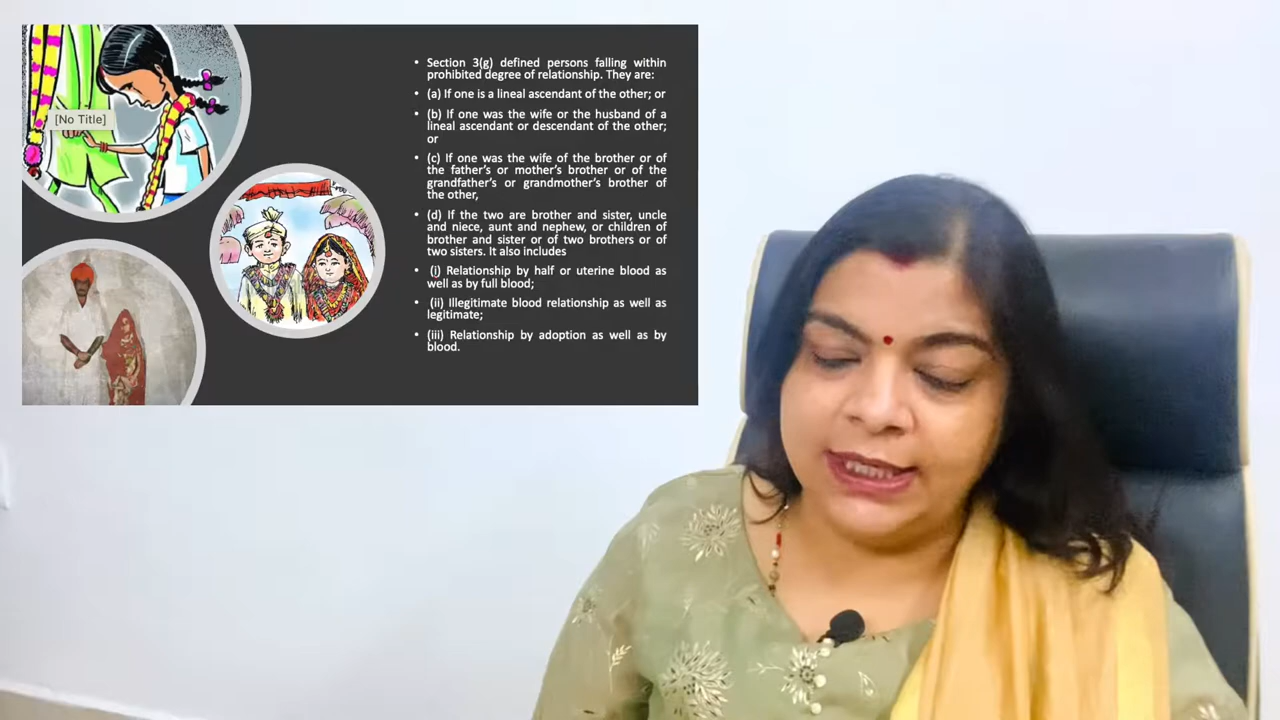 [No Title]
• Section 3(g) defined persons falling within
prohibited degree of relationship. They are:
• (a) If one is a lineal ascendant of the other; or
• (b) If one was the wife or the husband of a
lineal ascendant or descendant of the other;
or
• (c) If one was the wife of the brother or of
the father's or mother's brother or of the
grandfather's or grandmother's brother of
the other,
• (d) If the two are brother and sister, uncle
and niece, aunt and nephew, or children of
brother and sister or of two brothers or of
two sisters. It also includes
• (i) Relationship by half or uterine blood as
well as by full blood;
• (ii) Illegitimate blood relationship as well as
legitimate;
• (iii) Relationship by adoption as well as by
blood.